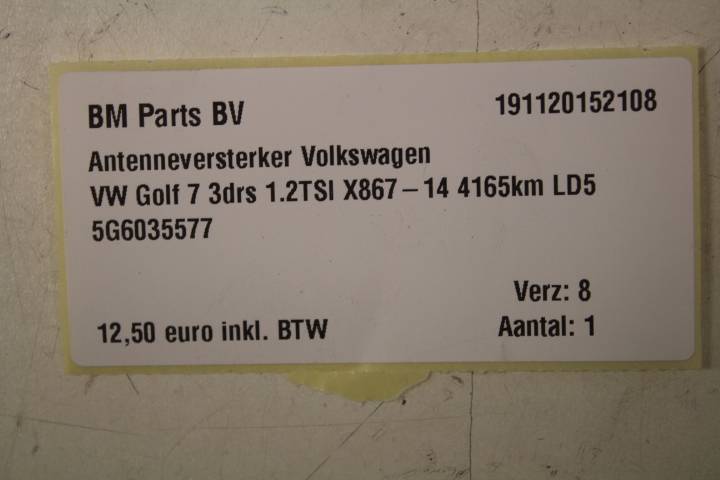 BM Parts BV 191120152108
Antenneversterker Volkswagen
VW Golf 7 3drs 1.2TSI X867-14 4165km LD5
5G6035577
Verz: 8
12,50 euro inkl. BTW Aantal: 1